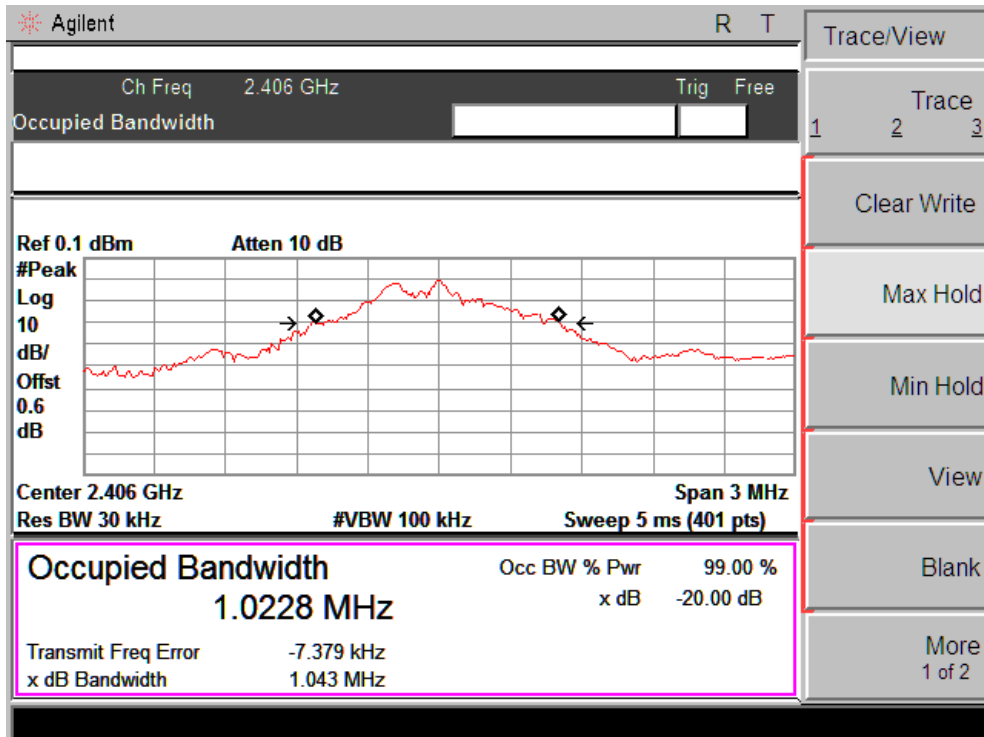 Agilent
R T
Ch Freq 2.406 GHz Trig Free
Occupied Bandwidth
Ref 0.1 dBm Atten 10 dB
#Peak
Log
10
dB/
Offst
0.6
dB
Center 2.406 GHz Span 3 MHz
Res BW 30 kHz #VBW 100 kHz Sweep 5 ms (401 pts)
Occupied Bandwidth
1.0228 MHz
Occ BW % Pwr 99.00 %
x dB -20.00 dB
Transmit Freq Error -7.379 kHz
x dB Bandwidth 1.043 MHz
Trace/View
Trace
1 2 3
Clear Write
Max Hold
Min Hold
View
Blank
More
1 of 2